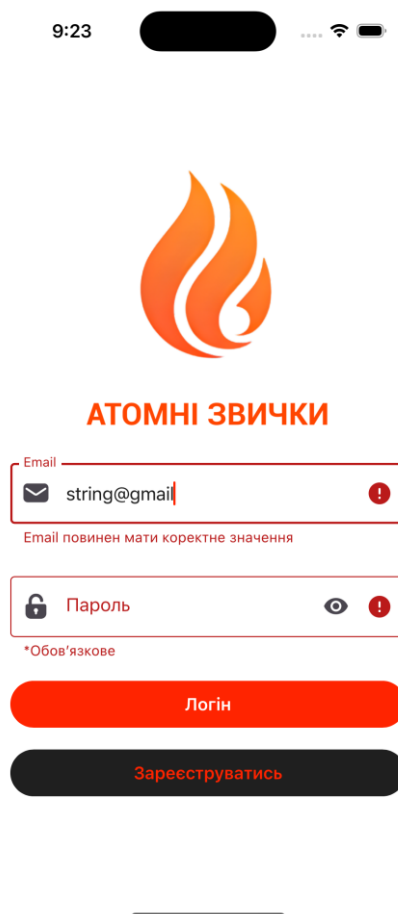 9:23
АТОМНІ ЗВИЧКИ
Email
string@gmail
Email повинен мати коректне значення
Пароль
*Обов’язкове
Логін
Зареєструватись